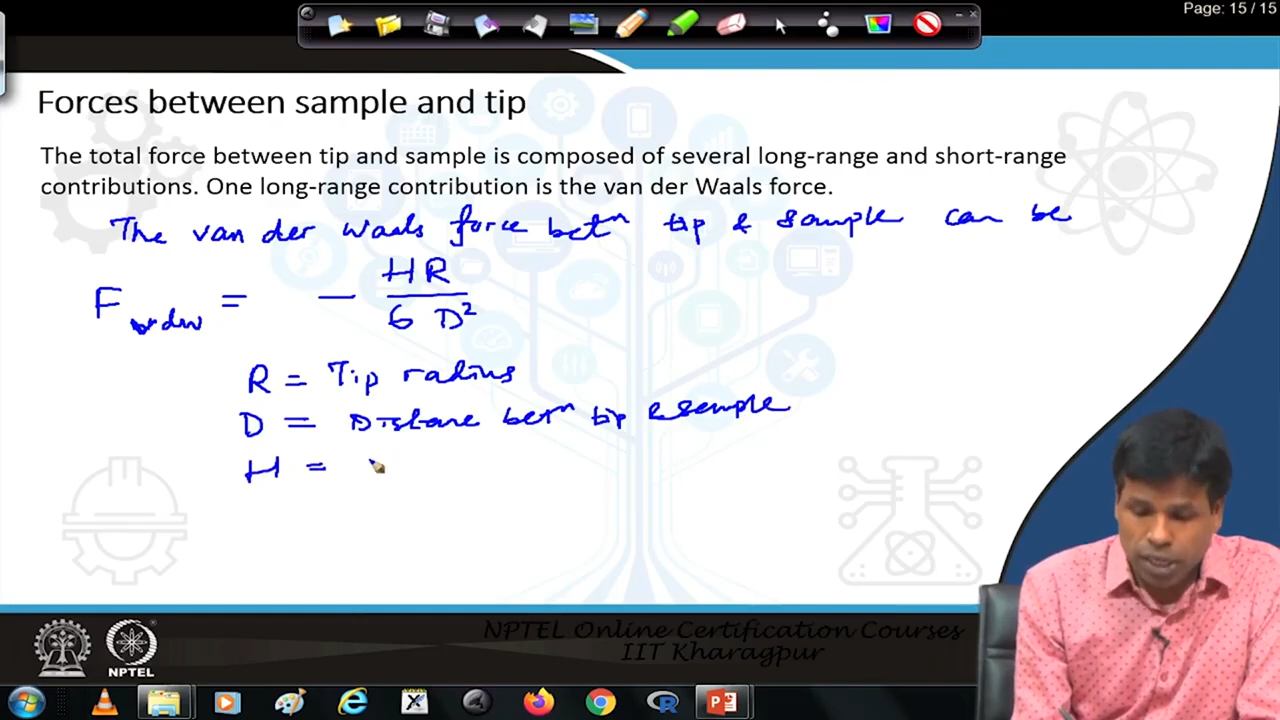 Page: 15 / 15
Forces between sample and tip
The total force between tip and sample is composed of several long-range and short-range
contributions. One long-range contribution is the van der Waals force.
The van der Waals force betn tip & sample can be
F vdw = - HR / 6 D²
R = Tip radius
D = Distance betn tip & sample
H =
NPTEL Online Certification Courses
IIT Kharagpur
NPTEL